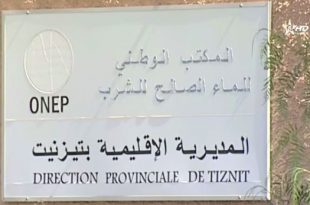 المكتب الوطني
للماء الصالح للشرب
ONEP
المديرية الإقليمية بتيزنيت
DIRECTION PROVINCIALE DE TIZNIT